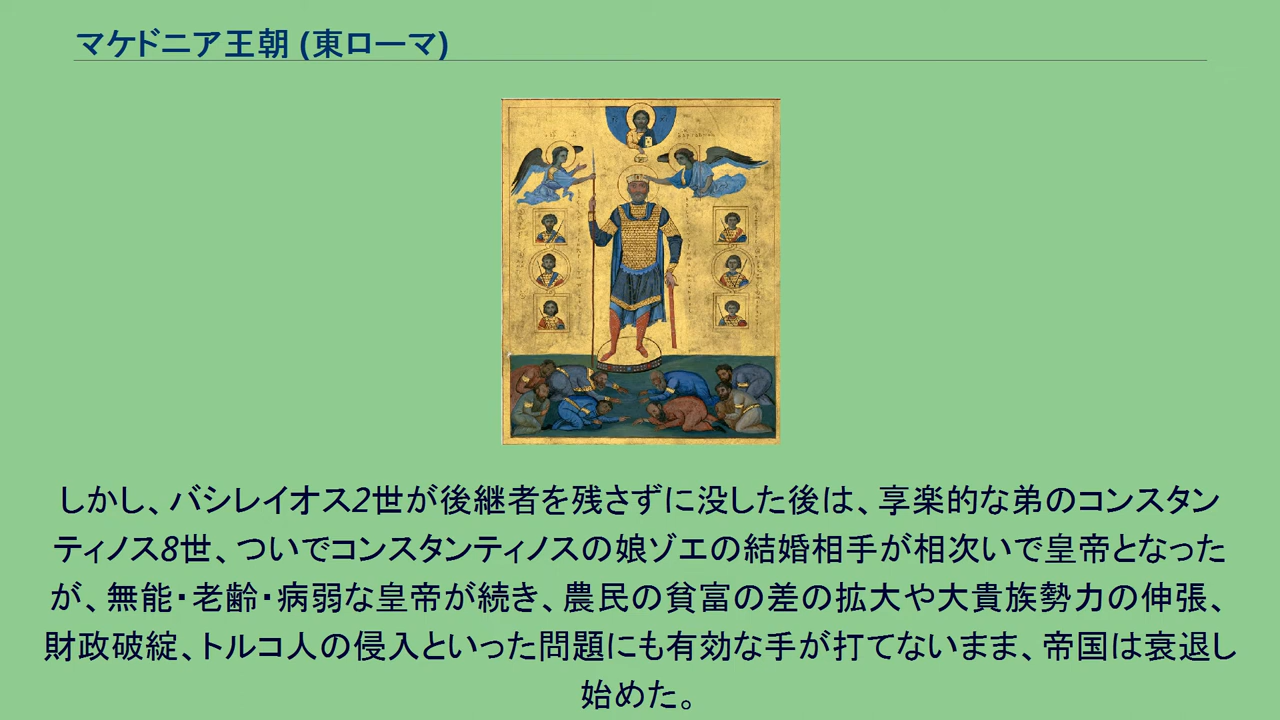 マケドニア王朝 (東ローマ)
しかし、バシレイオス2世が後継者を残さずに没した後は、享楽的な弟のコンスタン
ティノス8世、ついでコンスタンティノスの娘ゾエの結婚相手が相次いで皇帝となった
が、無能・老齢・病弱な皇帝が続き、農民の貧富の差の拡大や大貴族勢力の伸張、
財政破綻、トルコ人の侵入といった問題にも有効な手が打てないまま、帝国は衰退し
始めた。